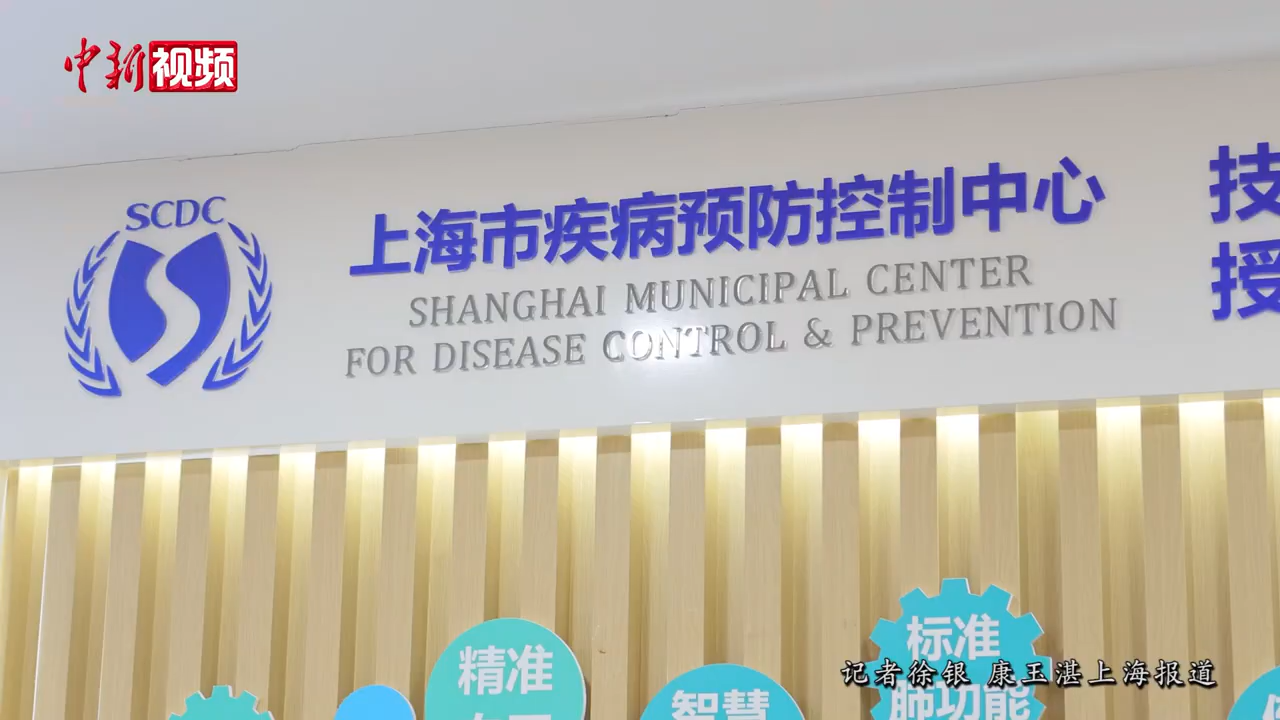 中新视频
SCDC
上海市疾病预防控制中心
SHANGHAI MUNICIPAL CENTER
FOR DISEASE CONTROL & PREVENTION
技
授
精准
智慧
标准
肺功能
记者徐银 康玉湛上海报道